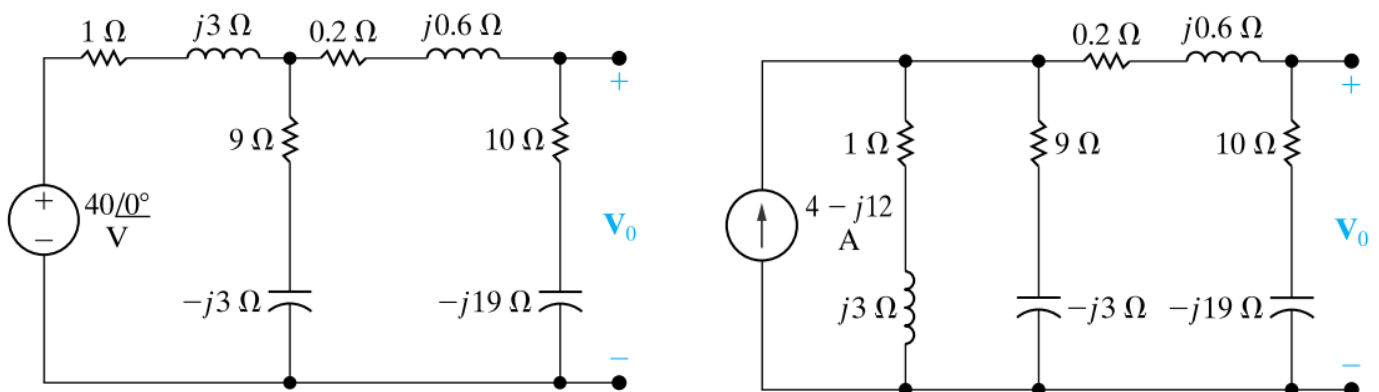 1 Ω
j3 Ω
0.2 Ω
j0.6 Ω
+
9 Ω
10 Ω
+
−
40/0°
V
V₀
−j3 Ω
−j19 Ω
−
0.2 Ω
j0.6 Ω
+
1 Ω
9 Ω
10 Ω
4 − j12
A
V₀
j3 Ω
−j3 Ω
−j19 Ω
−